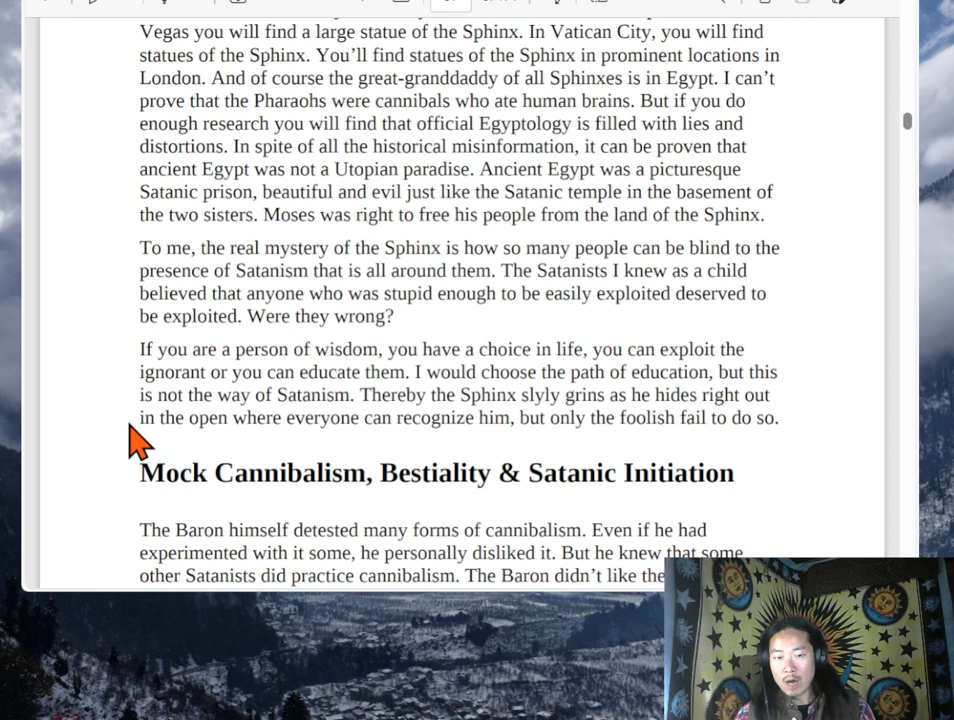 Vegas you will find a large statue of the Sphinx. In Vatican City, you will find
statues of the Sphinx. You'll find statues of the Sphinx in prominent locations in
London. And of course the great-granddaddy of all Sphinxes is in Egypt. I can't
prove that the Pharaohs were cannibals who ate human brains. But if you do
enough research you will find that official Egyptology is filled with lies and
distortions. In spite of all the historical misinformation, it can be proven that
ancient Egypt was not a Utopian paradise. Ancient Egypt was a picturesque
Satanic prison, beautiful and evil just like the Satanic temple in the basement of
the two sisters. Moses was right to free his people from the land of the Sphinx.
To me, the real mystery of the Sphinx is how so many people can be blind to the
presence of Satanism that is all around them. The Satanists I knew as a child
believed that anyone who was stupid enough to be easily exploited deserved to
be exploited. Were they wrong?
If you are a person of wisdom, you have a choice in life, you can exploit the
ignorant or you can educate them. I would choose the path of education, but this
is not the way of Satanism. Thereby the Sphinx slyly grins as he hides right out
in the open where everyone can recognize him, but only the foolish fail to do so.
Mock Cannibalism, Bestiality & Satanic Initiation
The Baron himself detested many forms of cannibalism. Even if he had
experimented with it some, he personally disliked it. But he knew that some
other Satanists did practice cannibalism. The Baron didn't like the